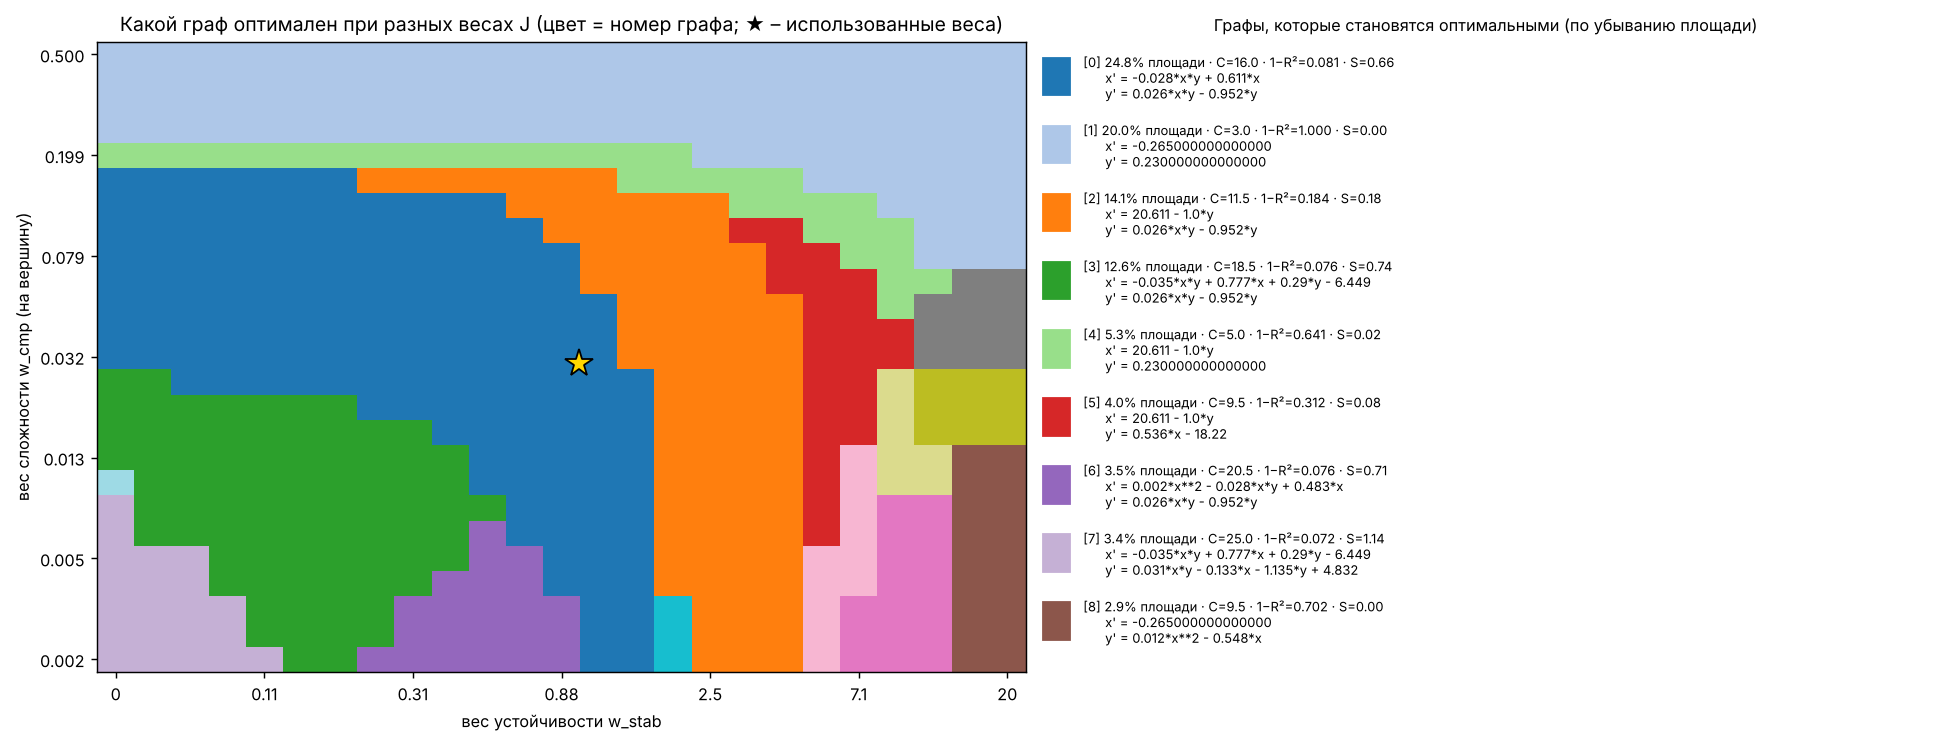 Какой граф оптимален при разных весах J (цвет = номер графа; ★ – использованные веса)
0.500
0.199
0.079
0.032
0.013
0.005
0.002
вес сложности w_cmp (на вершину)
0
0.11
0.31
0.88
2.5
7.1
20
вес устойчивости w_stab
Графы, которые становятся оптимальными (по убыванию площади)
[0] 24.8% площади · C=16.0 · 1−R²=0.081 · S=0.66
x' = -0.028*x*y + 0.611*x
y' = 0.026*x*y - 0.952*y
[1] 20.0% площади · C=3.0 · 1−R²=1.000 · S=0.00
x' = -0.265000000000000
y' = 0.230000000000000
[2] 14.1% площади · C=11.5 · 1−R²=0.184 · S=0.18
x' = 20.611 - 1.0*y
y' = 0.026*x*y - 0.952*y
[3] 12.6% площади · C=18.5 · 1−R²=0.076 · S=0.74
x' = -0.035*x*y + 0.777*x + 0.29*y - 6.449
y' = 0.026*x*y - 0.952*y
[4] 5.3% площади · C=5.0 · 1−R²=0.641 · S=0.02
x' = 20.611 - 1.0*y
y' = 0.230000000000000
[5] 4.0% площади · C=9.5 · 1−R²=0.312 · S=0.08
x' = 20.611 - 1.0*y
y' = 0.536*x - 18.22
[6] 3.5% площади · C=20.5 · 1−R²=0.076 · S=0.71
x' = 0.002*x**2 - 0.028*x*y + 0.483*x
y' = 0.026*x*y - 0.952*y
[7] 3.4% площади · C=25.0 · 1−R²=0.072 · S=1.14
x' = -0.035*x*y + 0.777*x + 0.29*y - 6.449
y' = 0.031*x*y - 0.133*x - 1.135*y + 4.832
[8] 2.9% площади · C=9.5 · 1−R²=0.702 · S=0.00
x' = -0.265000000000000
y' = 0.012*x**2 - 0.548*x